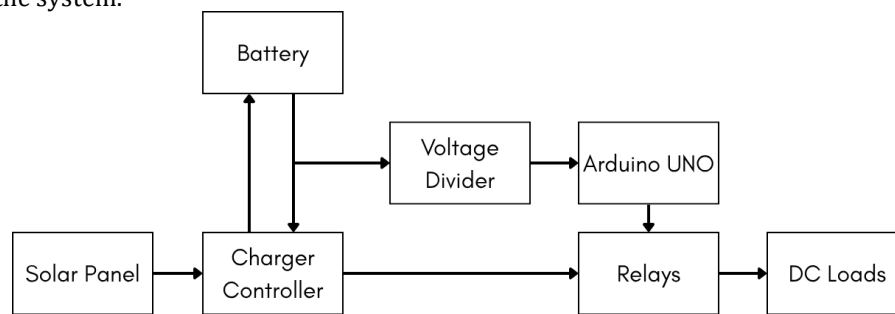 the system.
Battery
Voltage
Divider
Arduino UNO
Solar Panel
Charger
Controller
Relays
DC Loads